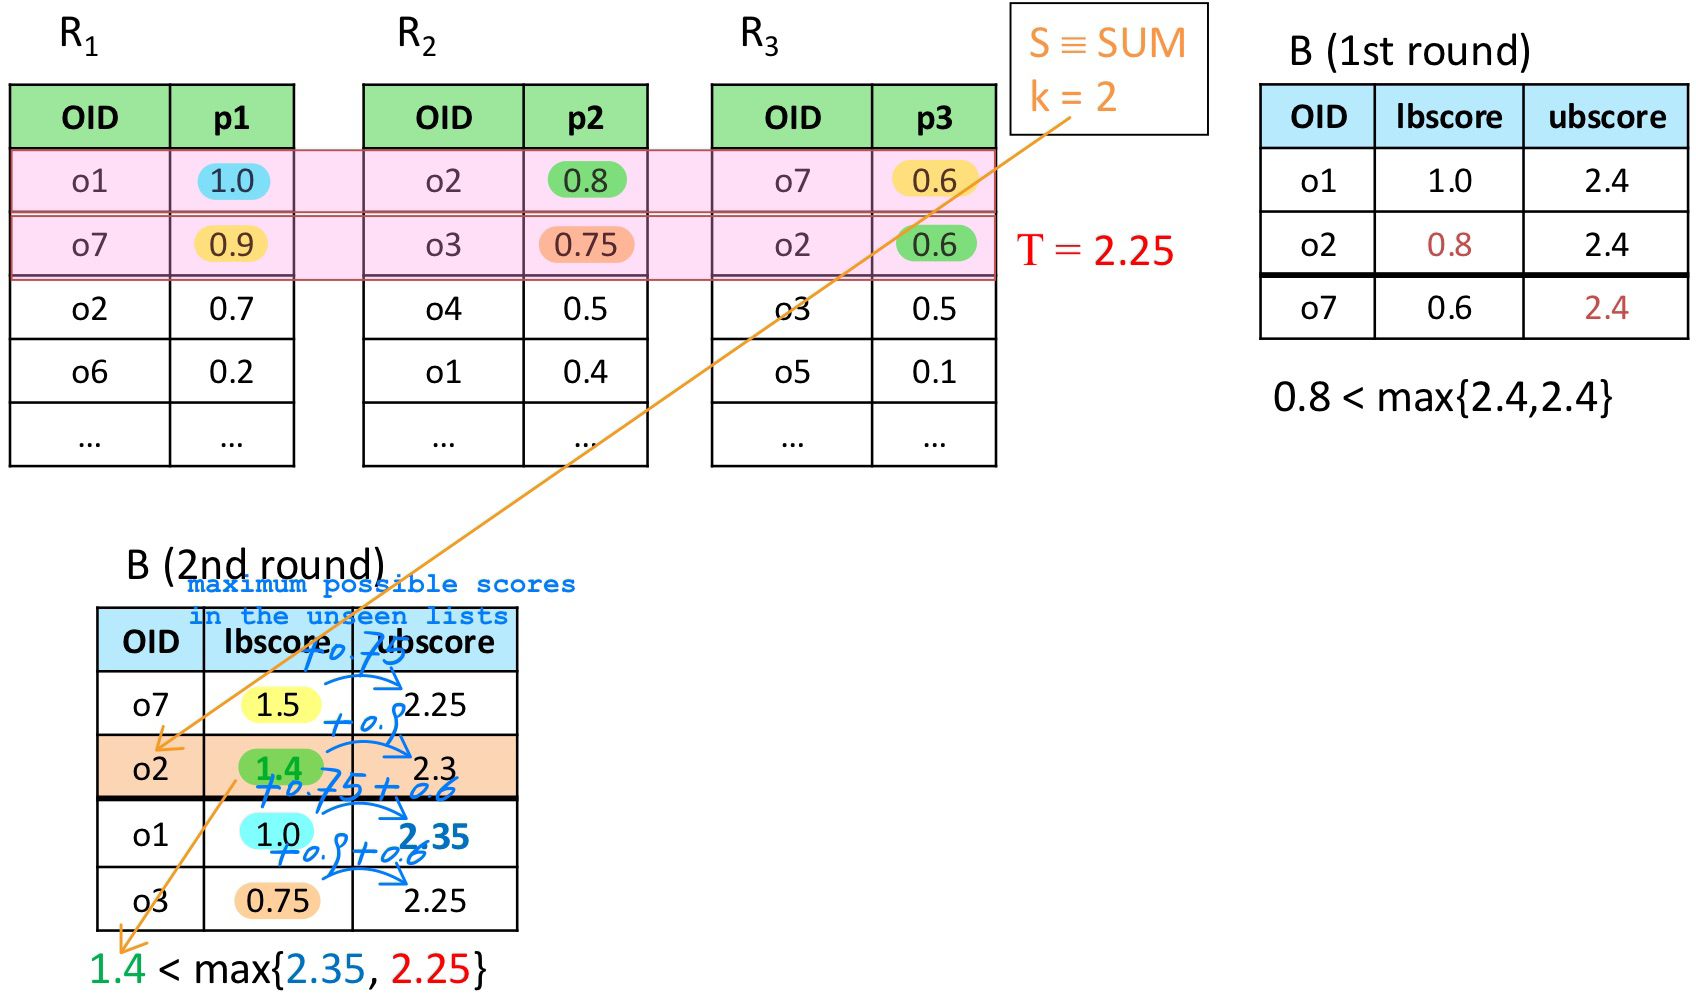 R1
R2
R3
S ≡ SUM
k = 2
B (1st round)
OID p1
o1 1.0
o7 0.9
o2 0.7
o6 0.2
... ...
OID p2
o2 0.8
o3 0.75
o4 0.5
o1 0.4
... ...
OID p3
o7 0.6
o2 0.6
o3 0.5
o5 0.1
... ...
T = 2.25
OID lbscore ubscore
o1 1.0 2.4
o2 0.8 2.4
o7 0.6 2.4
0.8 < max{2.4,2.4}
B (2nd round)
maximum possible scores
in the unseen lists
OID lbscore ubscore
+0.75
o7 1.5 2.25
+0.9
o2 1.4 2.3
+0.75+0.6
o1 1.0 2.35
+0.9+0.6
o3 0.75 2.25
1.4 < max{2.35, 2.25}